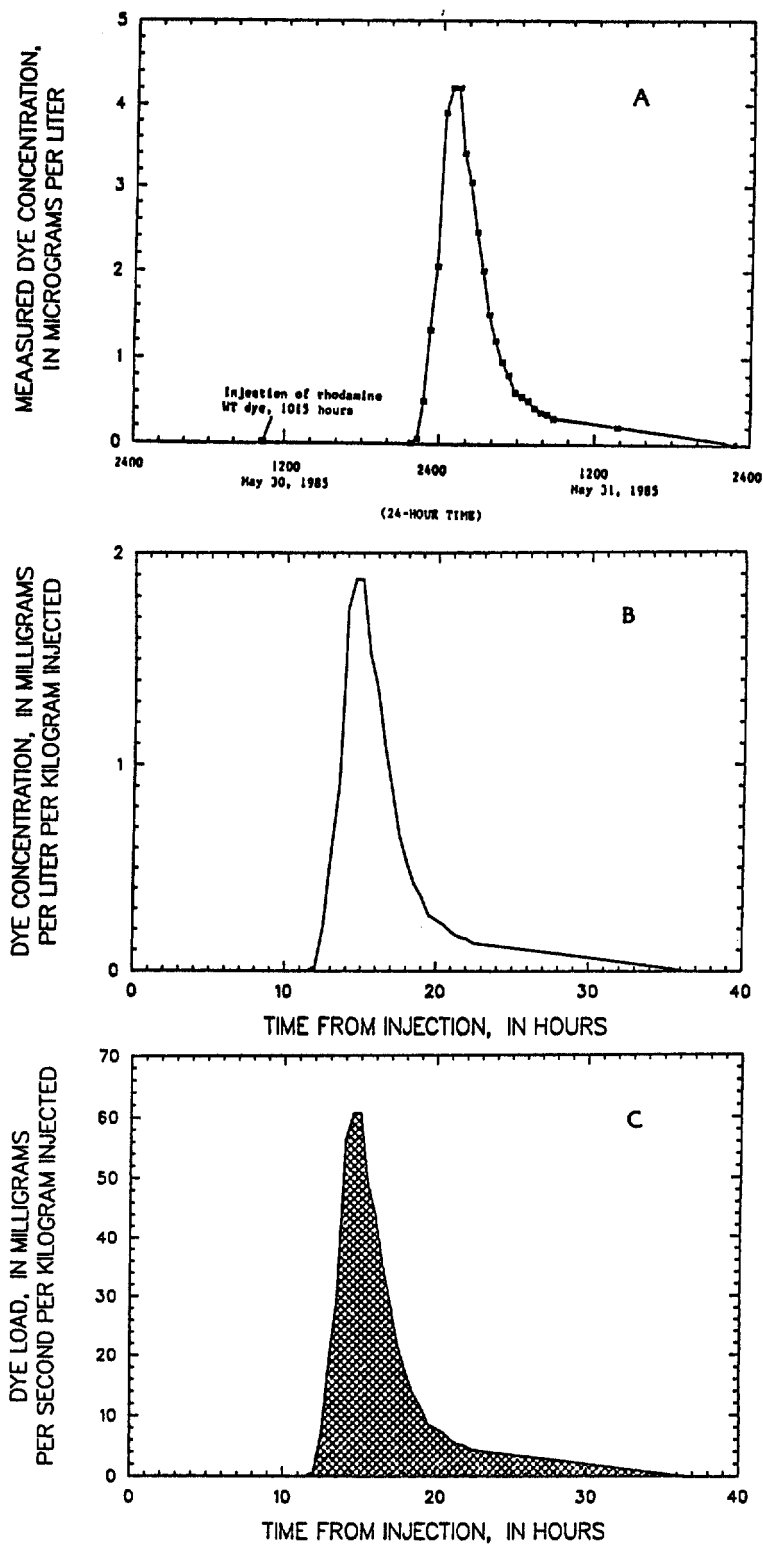 MEAASURED DYE CONCENTRATION,
IN MICROGRAMS PER LITER
5
4
3
2
1
0
A
Injection of rhodamine
WT dye, 1015 hours
2400 1200 2400 1200 2400
May 30, 1985 May 31, 1985
(24-HOUR TIME)
DYE CONCENTRATION, IN MILLIGRAMS
PER LITER PER KILOGRAM INJECTED
2
1
0
B
0 10 20 30 40
TIME FROM INJECTION, IN HOURS
DYE LOAD, IN MILLIGRAMS
PER SECOND PER KILOGRAM INJECTED
70
60
50
40
30
20
10
0
C
0 10 20 30 40
TIME FROM INJECTION, IN HOURS